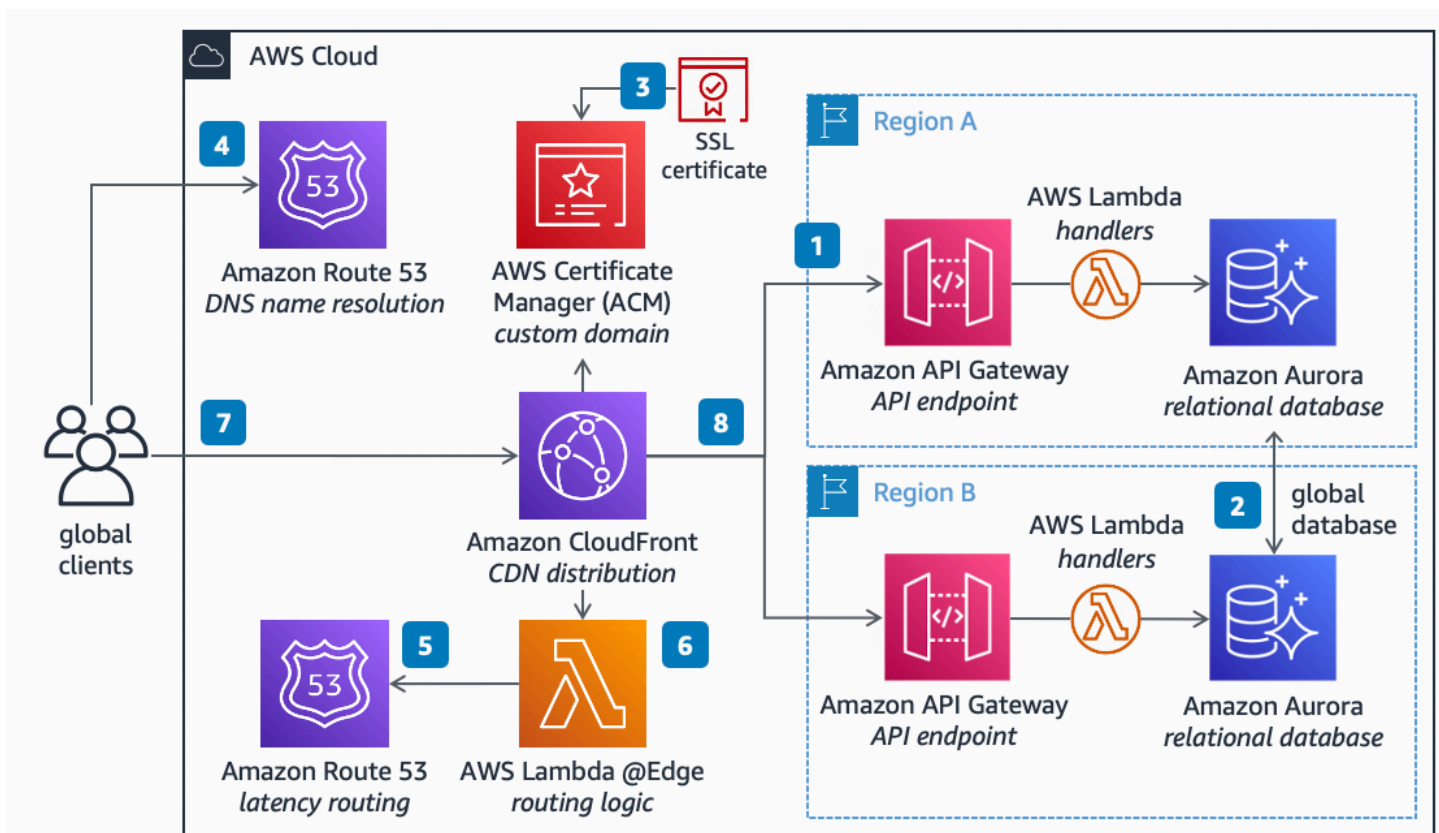 AWS Cloud
3
SSL
certificate
4
53
Amazon Route 53
DNS name resolution
AWS Certificate
Manager (ACM)
custom domain
Region A
1
AWS Lambda
handlers
</>
Amazon API Gateway
API endpoint
Amazon Aurora
relational database
global
clients
7
8
Amazon CloudFront
CDN distribution
Region B
2
global
database
AWS Lambda
handlers
</>
Amazon API Gateway
API endpoint
Amazon Aurora
relational database
5
53
Amazon Route 53
latency routing
6
AWS Lambda @Edge
routing logic